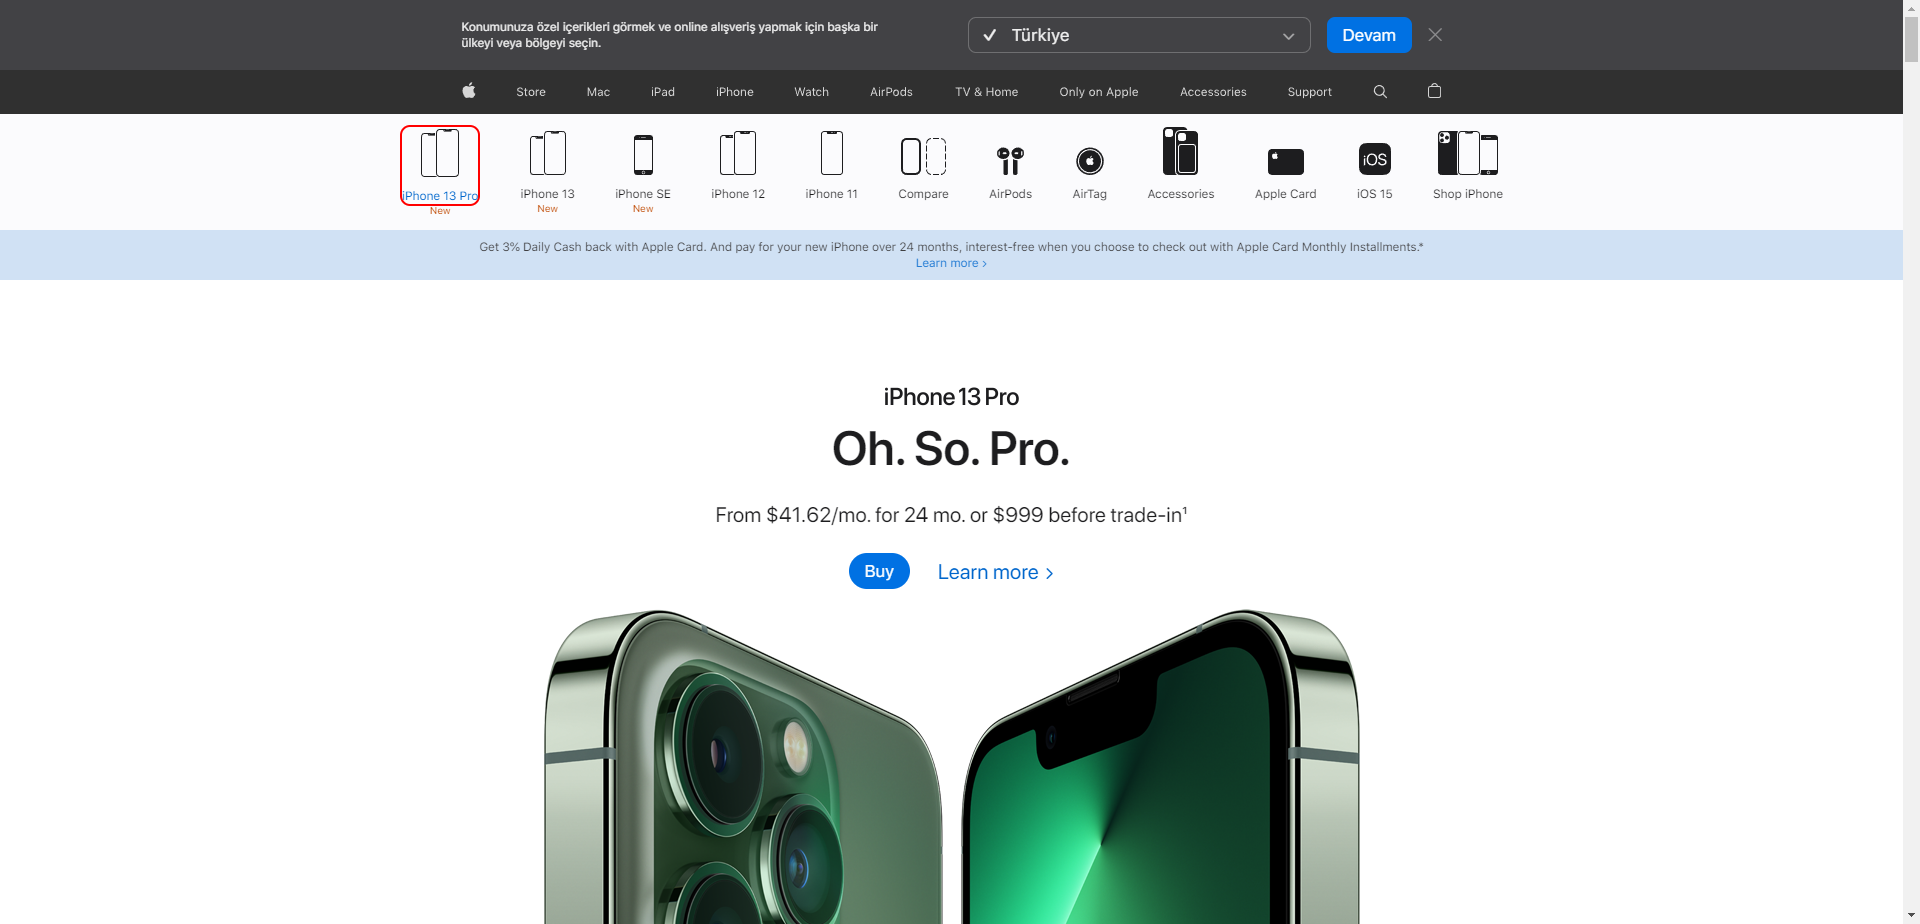 Konumunuza özel içerikleri görmek ve online alışveriş yapmak için başka bir
ülkeyi veya bölgeyi seçin.
Türkiye
Devam
Store
Mac
iPad
iPhone
Watch
AirPods
TV & Home
Only on Apple
Accessories
Support
iPhone 13 Pro
New
iPhone 13
New
iPhone SE
New
iPhone 12
iPhone 11
Compare
AirPods
AirTag
Accessories
Apple Card
iOS
iOS 15
Shop iPhone
Get 3% Daily Cash back with Apple Card. And pay for your new iPhone over 24 months, interest-free when you choose to check out with Apple Card Monthly Installments.*
Learn more >
iPhone 13 Pro
Oh. So. Pro.
From $41.62/mo. for 24 mo. or $999 before trade-in¹
Buy
Learn more >